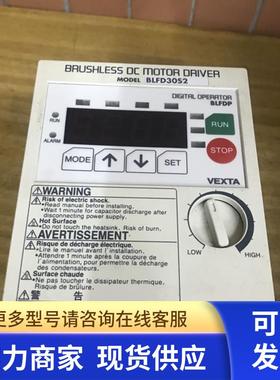 BRUSHLESS DC MOTOR DRIVER
MODEL BLFD30S2
DIGITAL OPERATOR
BLFDP
RUN
ALARM
RUN
STOP
MODE
SET
VEXTA
WARNING
Risk of electric shock.
•Read manual before installing.
•Wait 1 minute for capacitor discharge after
disconnecting power supply.
Hot Surface
•Do not touch the heatsink. Risk of burn.
AVERTISSEMENT
Risque de décharge électrique.
•Lire le manuel avant l'installation.
•Attendre 1 minute après la coupure de
l'alimentation, pour permettre la décharge
des condensateurs.
Surface chaude
•Ne pas toucher le dissipateur thermique.
Risque de brûlure.
警 告
LOW
HIGH
更多型号请咨询在线客服
力商家 现货供应